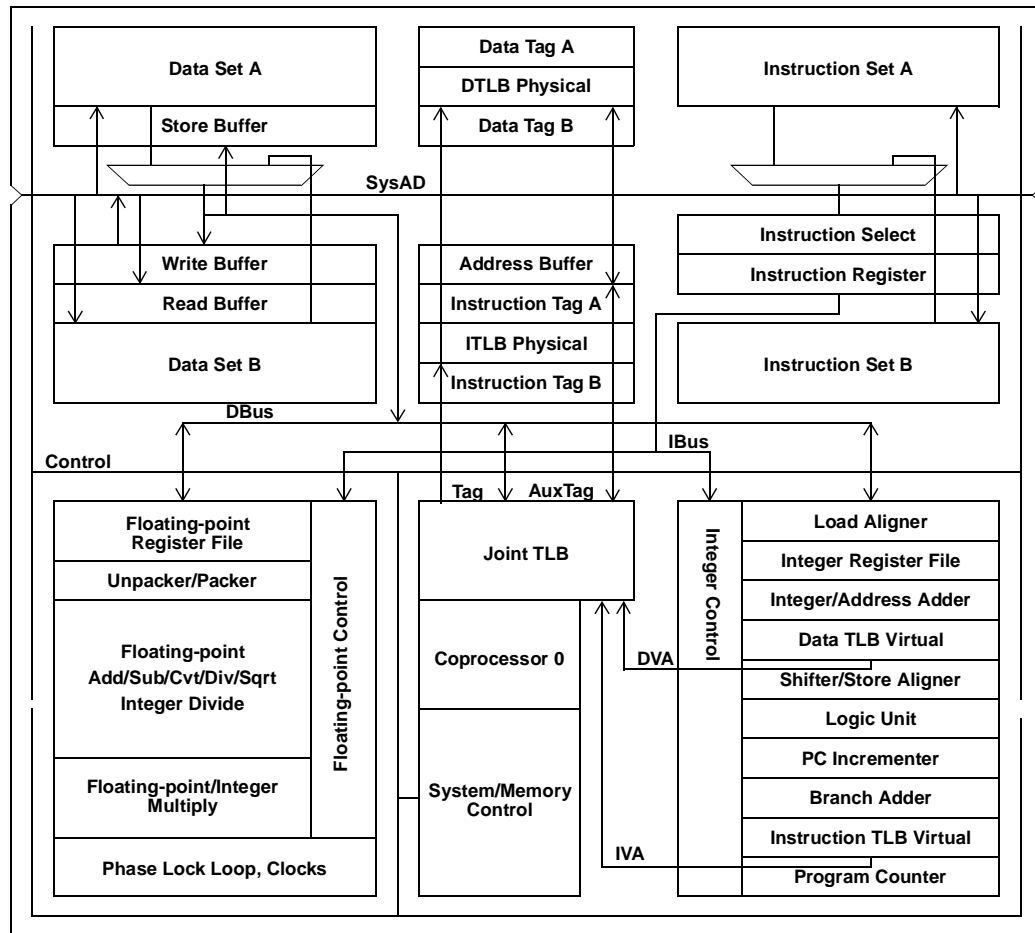 Data Set A
Store Buffer
Data Tag A
DTLB Physical
Data Tag B
Instruction Set A
SysAD
Write Buffer
Read Buffer
Data Set B
Address Buffer
Instruction Tag A
ITLB Physical
Instruction Tag B
Instruction Select
Instruction Register
Instruction Set B
DBus
IBus
Control
Tag
AuxTag
Floating-point
Register File
Unpacker/Packer
Floating-point
Add/Sub/Cvt/Div/Sqrt
Integer Divide
Floating-point/Integer
Multiply
Floating-point Control
Phase Lock Loop, Clocks
Joint TLB
Coprocessor 0
System/Memory
Control
DVA
IVA
Integer Control
Load Aligner
Integer Register File
Integer/Address Adder
Data TLB Virtual
Shifter/Store Aligner
Logic Unit
PC Incrementer
Branch Adder
Instruction TLB Virtual
Program Counter